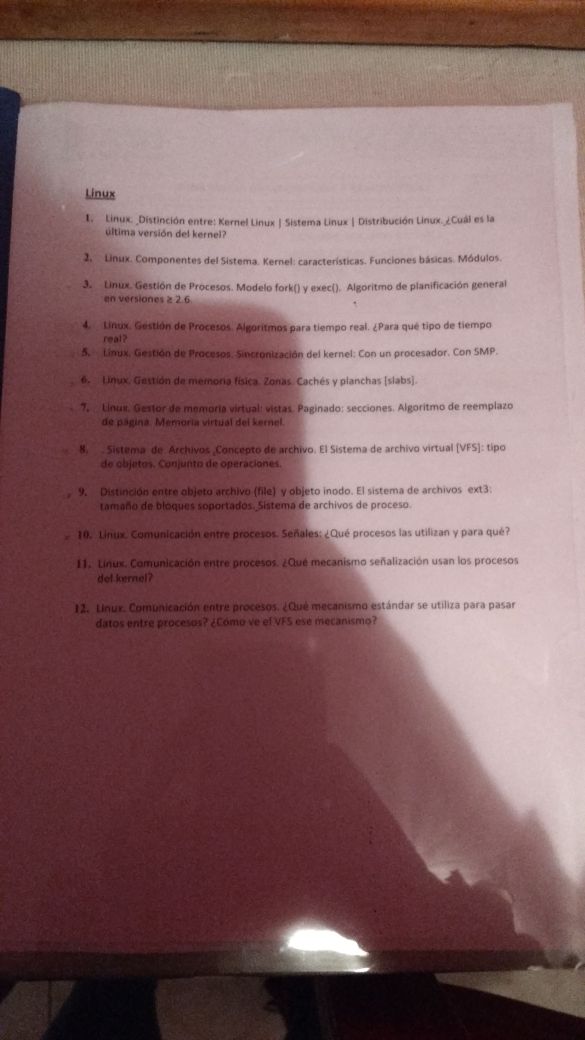 Linux
1. Linux. Distinción entre: Kernel Linux | Sistema Linux | Distribución Linux. ¿Cuál es la
última versión del kernel?
2. Linux. Componentes del Sistema. Kernel: características. Funciones básicas. Módulos.
3. Linux. Gestión de Procesos. Modelo fork() y exec(). Algoritmo de planificación general
en versiones ≥ 2.6.
4. Linux. Gestión de Procesos. Algoritmos para tiempo real. ¿Para qué tipo de tiempo
real?
5. Linux. Gestión de Procesos. Sincronización del kernel: Con un procesador. Con SMP.
6. Linux. Gestión de memoria física. Zonas. Cachés y planchas [slabs].
7. Linux. Gestor de memoria virtual: vistas. Paginado: secciones. Algoritmo de reemplazo
de página. Memoria virtual del kernel.
8. . Sistema de Archivos ,Concepto de archivo. El Sistema de archivo virtual [VFS]: tipo
de objetos. Conjunto de operaciones.
9. Distinción entre objeto archivo (file) y objeto inodo. El sistema de archivos ext3:
tamaño de bloques soportados. Sistema de archivos de proceso.
10. Linux. Comunicación entre procesos. Señales: ¿Qué procesos las utilizan y para qué?
11. Linux. Comunicación entre procesos. ¿Qué mecanismo señalización usan los procesos
del kernel?
12. Linux. Comunicación entre procesos. ¿Qué mecanismo estándar se utiliza para pasar
datos entre procesos? ¿Cómo ve el VFS ese mecanismo?